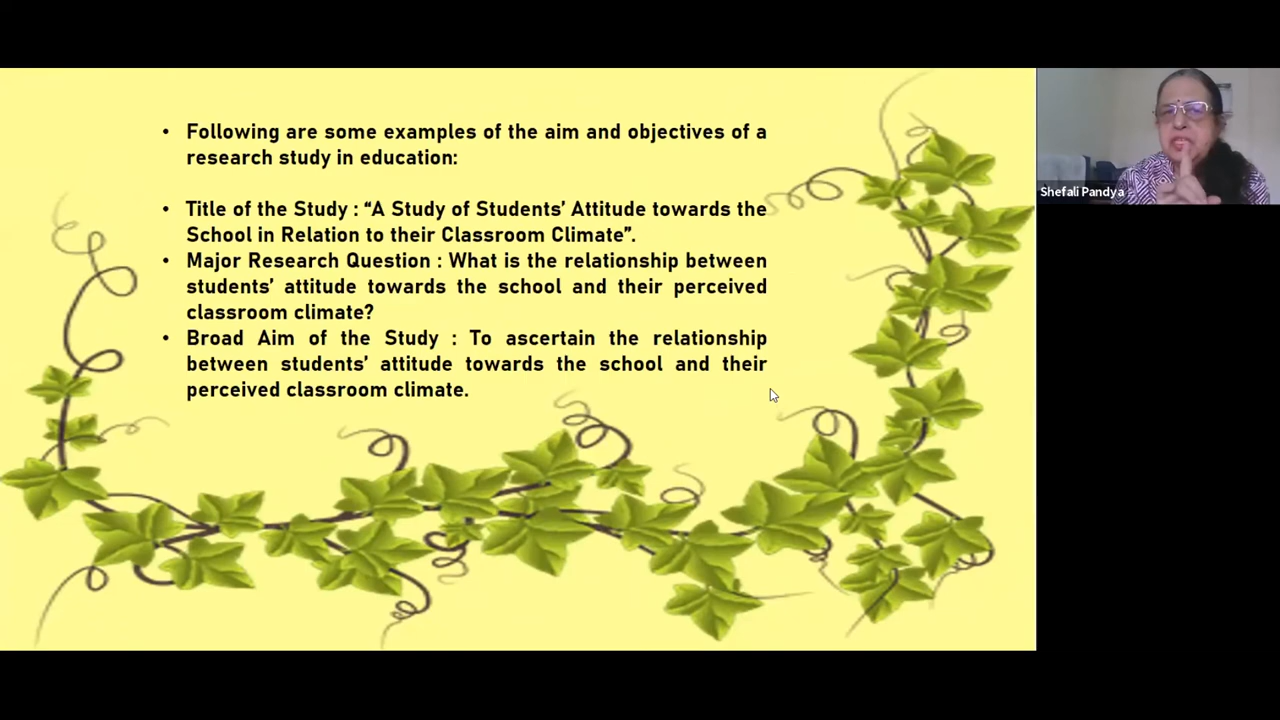 • Following are some examples of the aim and objectives of a
research study in education:
• Title of the Study : “A Study of Students’ Attitude towards the
School in Relation to their Classroom Climate”.
• Major Research Question : What is the relationship between
students’ attitude towards the school and their perceived
classroom climate?
• Broad Aim of the Study : To ascertain the relationship
between students’ attitude towards the school and their
perceived classroom climate.
Shefali Pandya